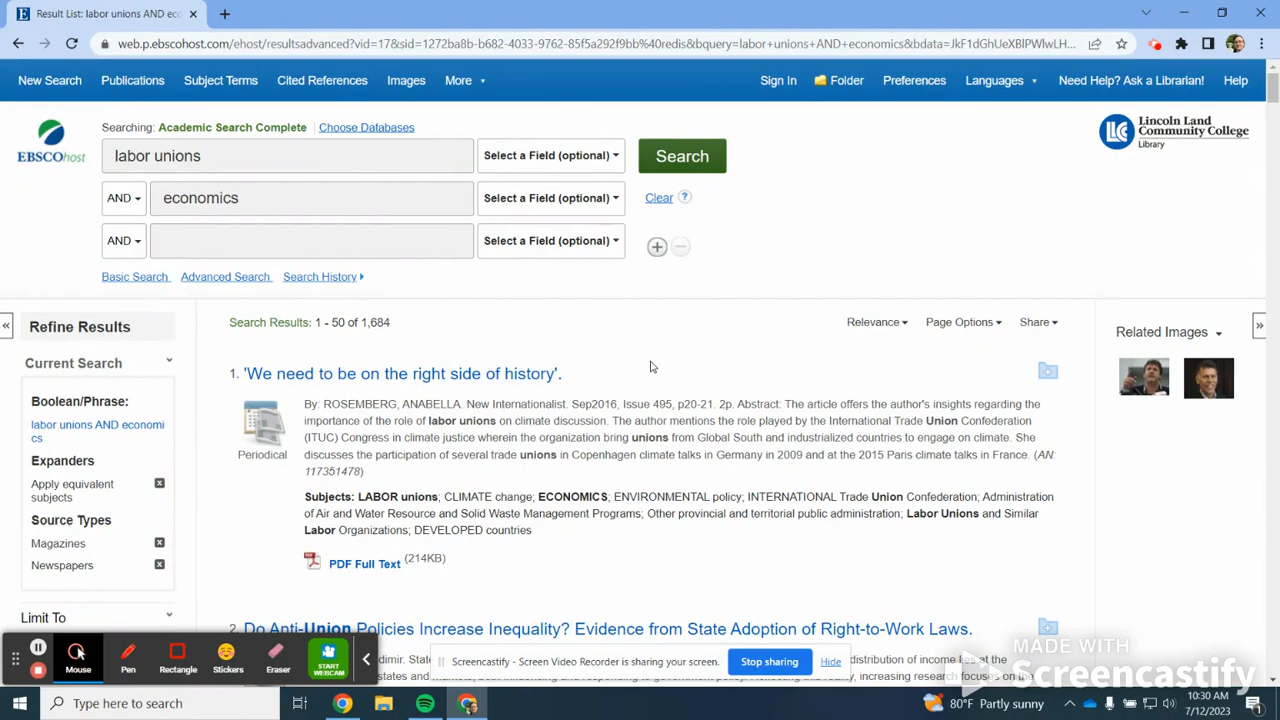 Result List: labor unions AND eco
web.p.ebscohost.com/ehost/resultsadvanced?vid=17&sid=1272ba8b-b682-4033-9762-85f5a292f9bb%40redis&bquery=labor+unions+AND+economics&bdata=JkF1dGhUeXBlPWlwLH...
New Search Publications Subject Terms Cited References Images More Sign In Folder Preferences Languages Need Help? Ask a Librarian! Help
Searching: Academic Search Complete Choose Databases
EBSCOhost
labor unions Select a Field (optional) Search
AND economics Select a Field (optional) Clear ?
AND Select a Field (optional)
Basic Search Advanced Search Search History
LLC Lincoln Land
Community College
Library
Refine Results
Current Search
Boolean/Phrase:
labor unions AND economi
cs
Expanders
Apply equivalent
subjects
Source Types
Magazines
Newspapers
Limit To
Search Results: 1 - 50 of 1,684 Relevance Page Options Share
1. 'We need to be on the right side of history'.
Periodical
By: ROSEMBERG, ANABELLA. New Internationalist. Sep2016, Issue 495, p20-21. 2p. Abstract: The article offers the author's insights regarding the
importance of the role of labor unions on climate discussion. The author mentions the role played by the International Trade Union Confederation
(ITUC) Congress in climate justice wherein the organization bring unions from Global South and industrialized countries to engage on climate. She
discusses the participation of several trade unions in Copenhagen climate talks in Germany in 2009 and at the 2015 Paris climate talks in France. (AN:
117351478)
Subjects: LABOR unions; CLIMATE change; ECONOMICS; ENVIRONMENTAL policy; INTERNATIONAL Trade Union Confederation; Administration
of Air and Water Resource and Solid Waste Management Programs; Other provincial and territorial public administration; Labor Unions and Similar
Labor Organizations; DEVELOPED countries
PDF Full Text (214KB)
2. Do Anti-Union Policies Increase Inequality? Evidence from State Adoption of Right-to-Work Laws.
Related Images
Mouse Pen Rectangle Stickers Eraser START
WEBCAM
Screencastify - Screen Video Recorder is sharing your screen. Stop sharing Hide
MADE WITH
Screencastify
Type here to search
80°F Partly sunny
10:30 AM
7/12/2023
1